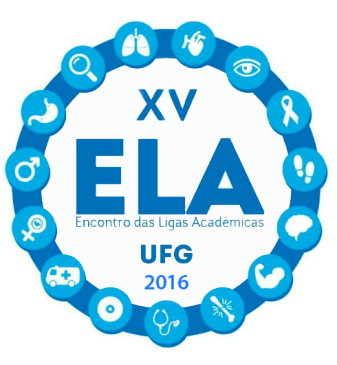 XV
ELA
Encontro das Ligas Acadêmicas
UFG
2016